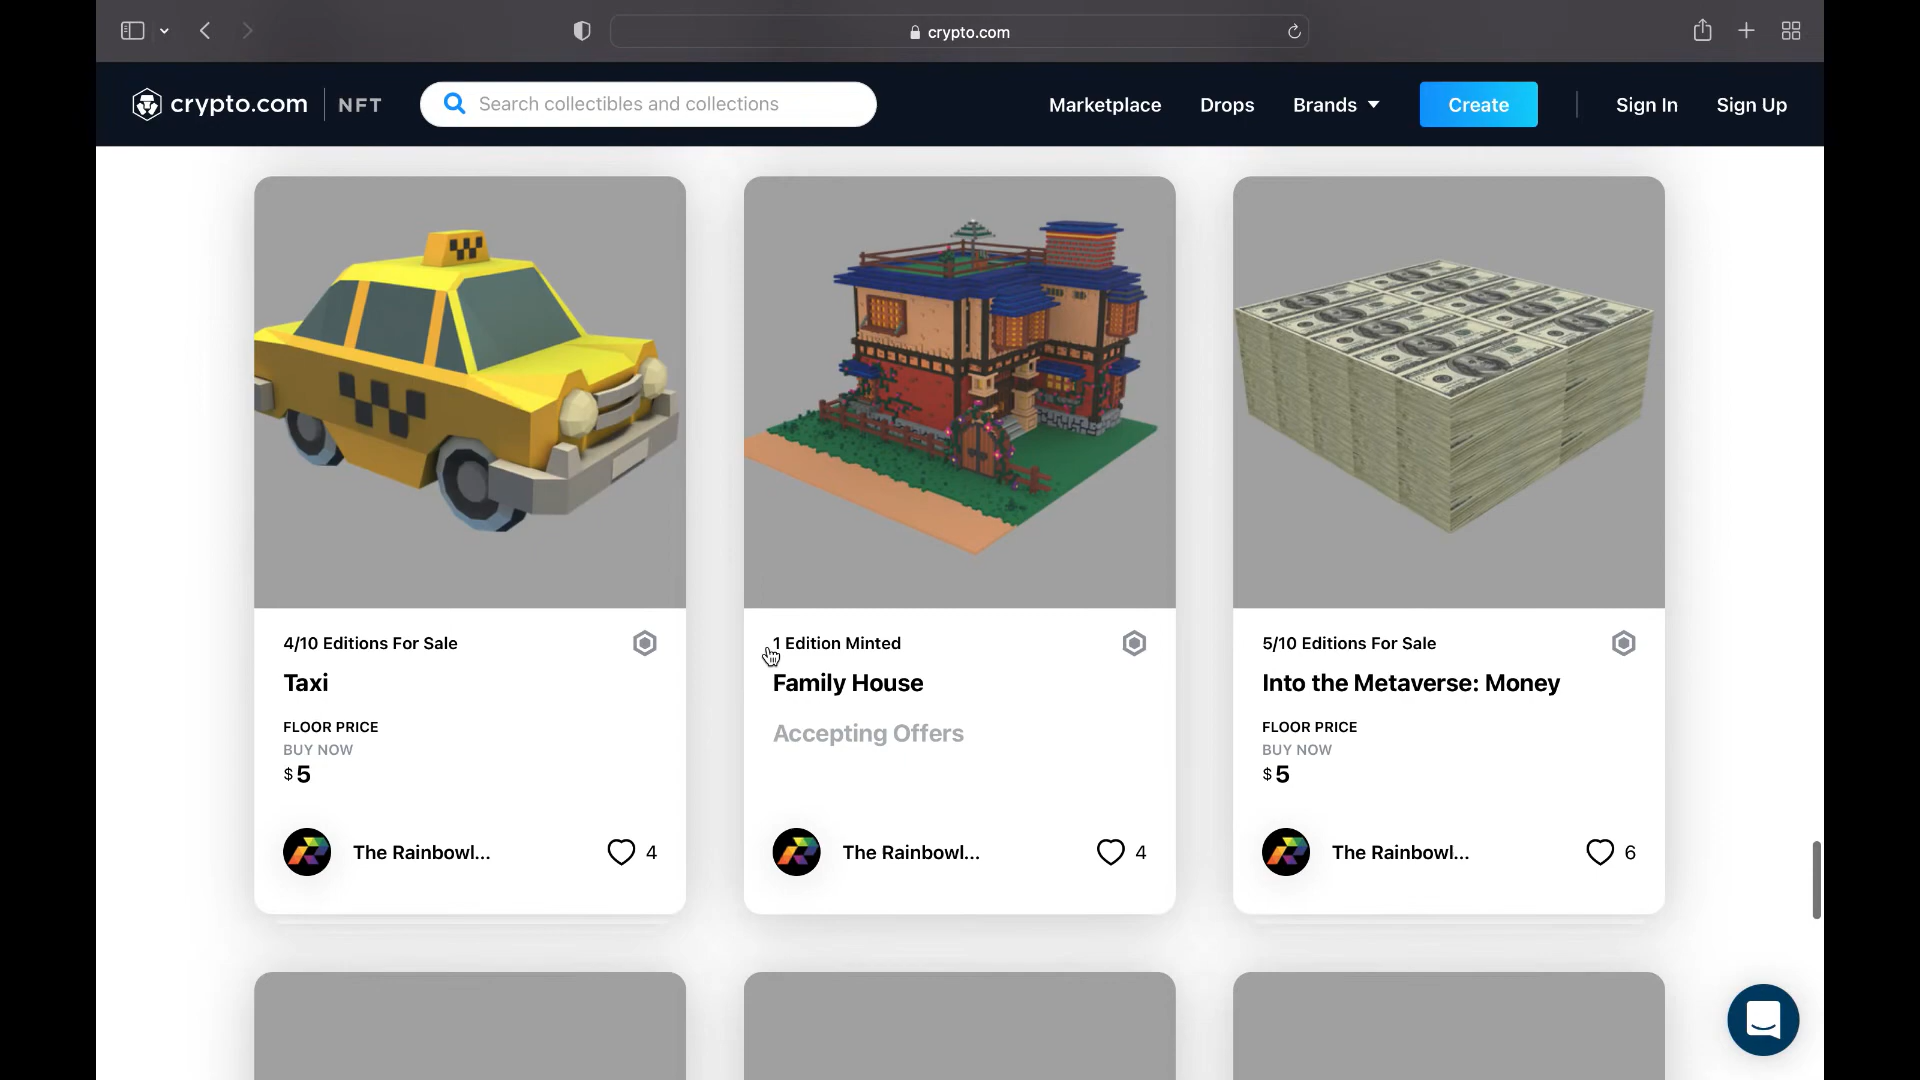 crypto.com
crypto.com NFT
Search collectibles and collections
Marketplace
Drops
Brands
Create
Sign In
Sign Up
4/10 Editions For Sale
Taxi
FLOOR PRICE
BUY NOW
$5
The Rainbowl...
4
1 Edition Minted
Family House
Accepting Offers
The Rainbowl...
4
5/10 Editions For Sale
Into the Metaverse: Money
FLOOR PRICE
BUY NOW
$5
The Rainbowl...
6